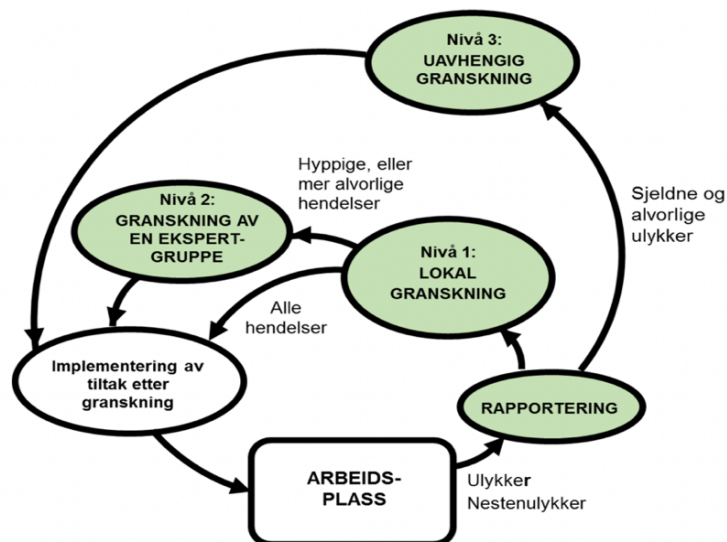 Nivå 3:
UAVHENGIG
GRANSKNING
Hyppige, eller
mer alvorlige
hendelser
Sjeldne og
alvorlige
ulykker
Nivå 2:
GRANSKNING AV
EN EKSPERT-
GRUPPE
Nivå 1:
LOKAL
GRANSKNING
Alle
hendelser
Implementering av
tiltak etter
granskning
RAPPORTERING
ARBEIDS-
PLASS
Ulykker
Nestenulykker